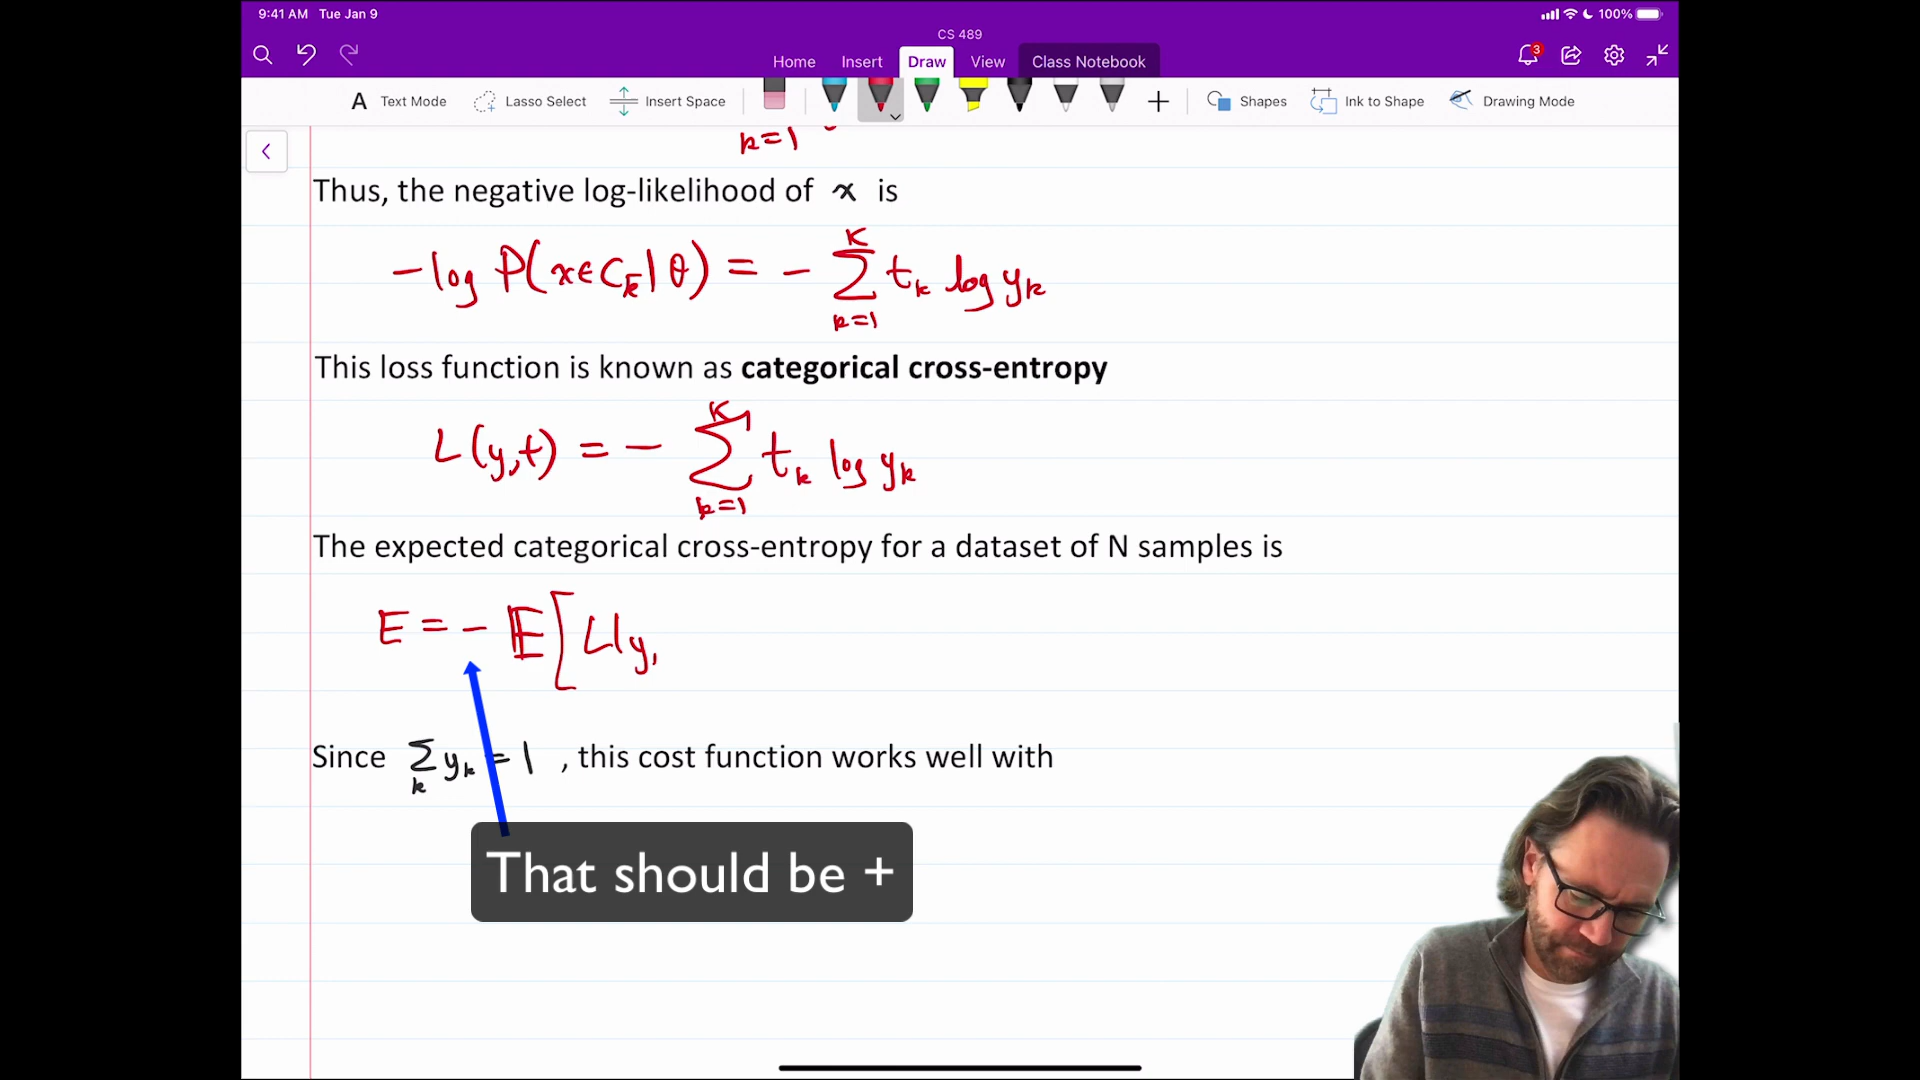 9:41 AM Tue Jan 9 100%
CS 489
Home Insert Draw View Class Notebook 3
A Text Mode Lasso Select Insert Space Shapes Ink to Shape Drawing Mode
k=1
Thus, the negative log-likelihood of x is
-log P(x∈C_k|θ) = - ∑_{k=1}^{K} t_k log y_k
This loss function is known as categorical cross-entropy
L(y,t) = - ∑_{k=1}^{K} t_k log y_k
The expected categorical cross-entropy for a dataset of N samples is
E = - 𝔼[L(y,
Since ∑_k y_k = 1 , this cost function works well with
That should be +